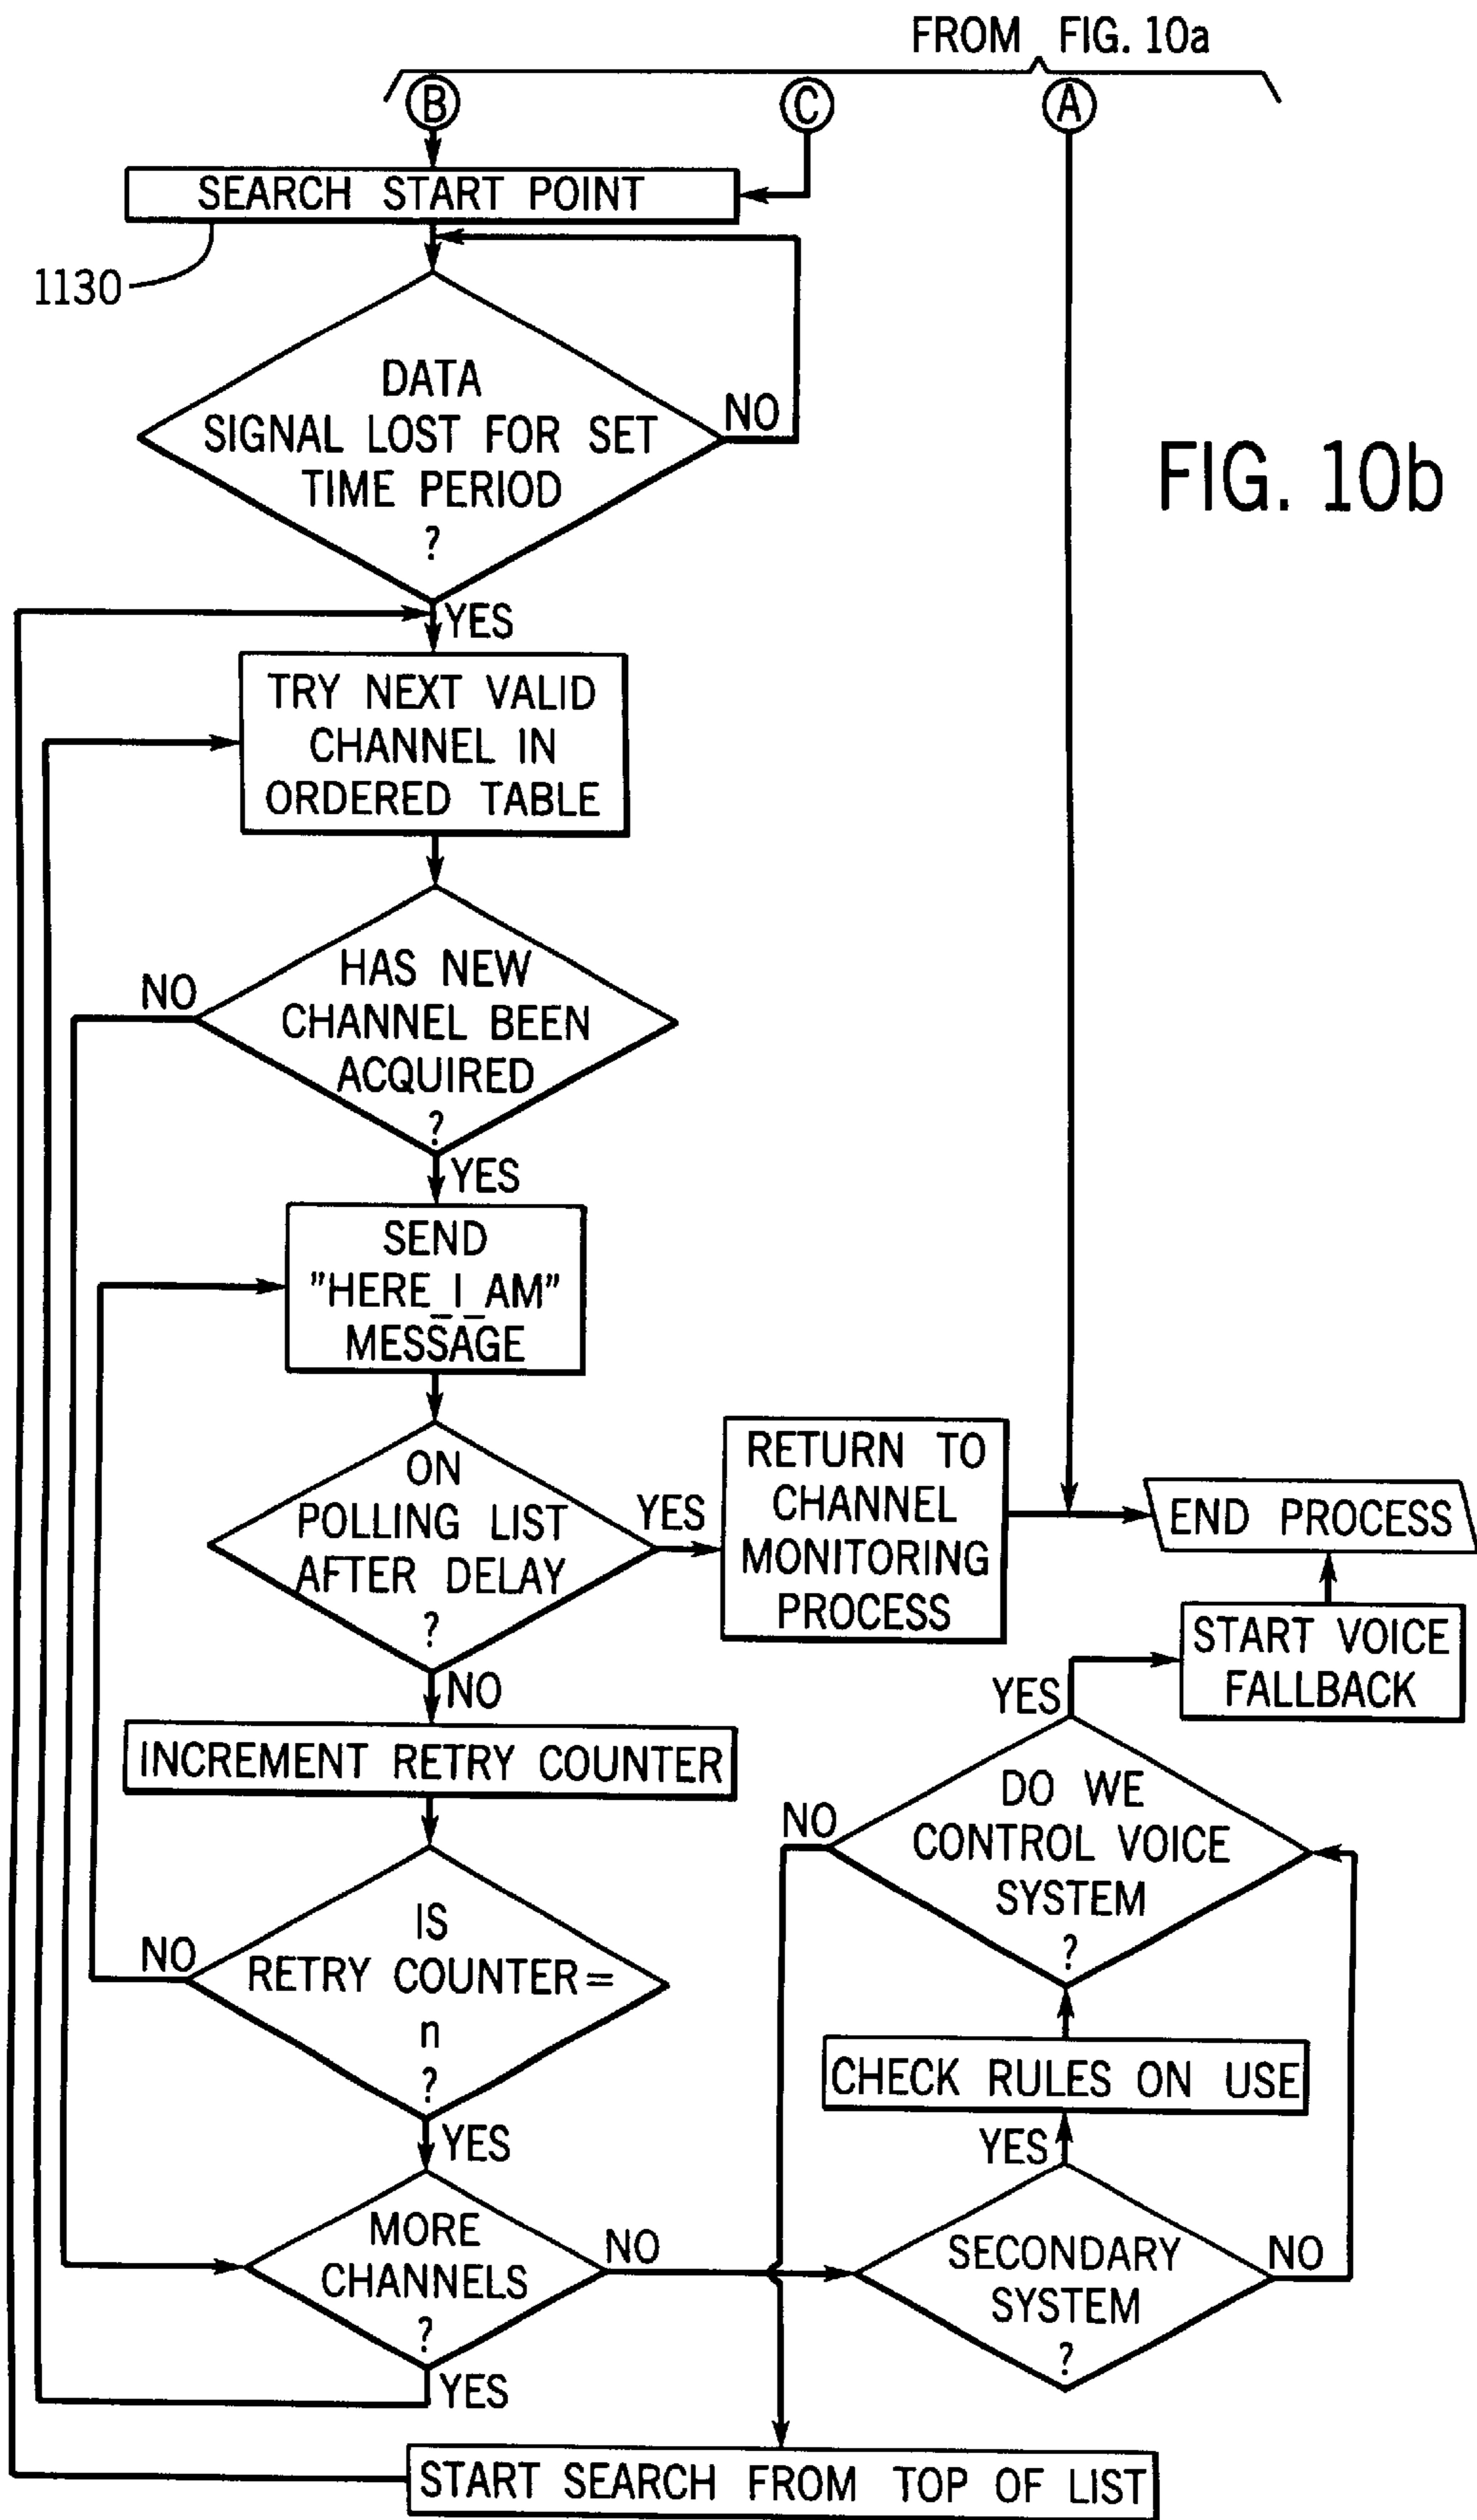 FROM FIG. 10a
B
C
A
SEARCH START POINT
1130
DATA
SIGNAL LOST FOR SET
TIME PERIOD
?
NO
FIG. 10b
YES
TRY NEXT VALID
CHANNEL IN
ORDERED TABLE
HAS NEW
CHANNEL BEEN
ACQUIRED
?
NO
YES
SEND
"HERE_I_AM"
MESSAGE
ON
POLLING LIST
AFTER DELAY
?
YES
RETURN TO
CHANNEL
MONITORING
PROCESS
END PROCESS
START VOICE
FALLBACK
NO
YES
INCREMENT RETRY COUNTER
DO WE
CONTROL VOICE
SYSTEM
?
NO
IS
RETRY COUNTER=
n
?
NO
CHECK RULES ON USE
YES
YES
MORE
CHANNELS
?
NO
SECONDARY
SYSTEM
?
NO
YES
START SEARCH FROM TOP OF LIST